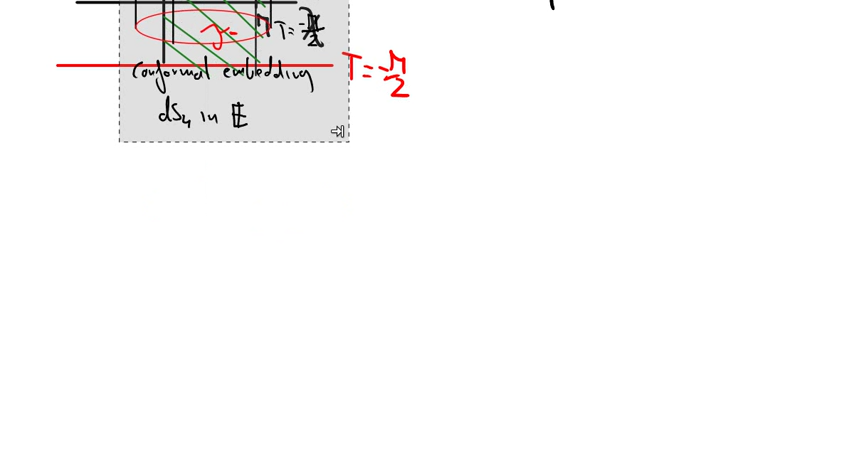 𝒥-
T = -π/2
conformal embedding
T = -π/2
dS₄ in 𝔼